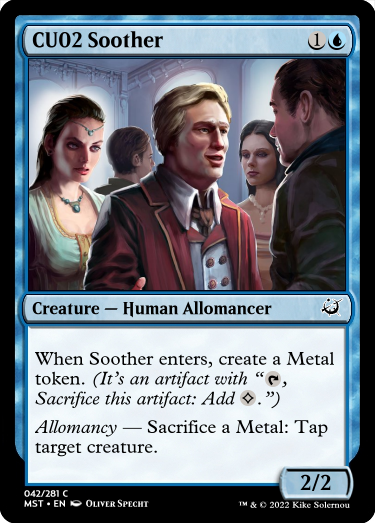 CU02 Soother 1
Creature — Human Allomancer
When Soother enters, create a Metal
token. (It's an artifact with “,
Sacrifice this artifact: Add .”)
Allomancy — Sacrifice a Metal: Tap
target creature.
2/2
042/281 C
MST • EN OLIVER SPECHT
™ & © 2022 Kike Solernou